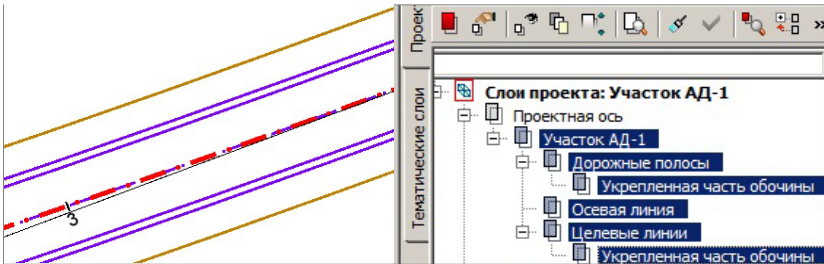 Проек
Тематические слои
Слои проекта: Участок АД-1
Проектная ось
Участок АД-1
Дорожные полосы
Укрепленная часть обочины
Осевая линия
Целевые линии
Укрепленная часть обочины
3